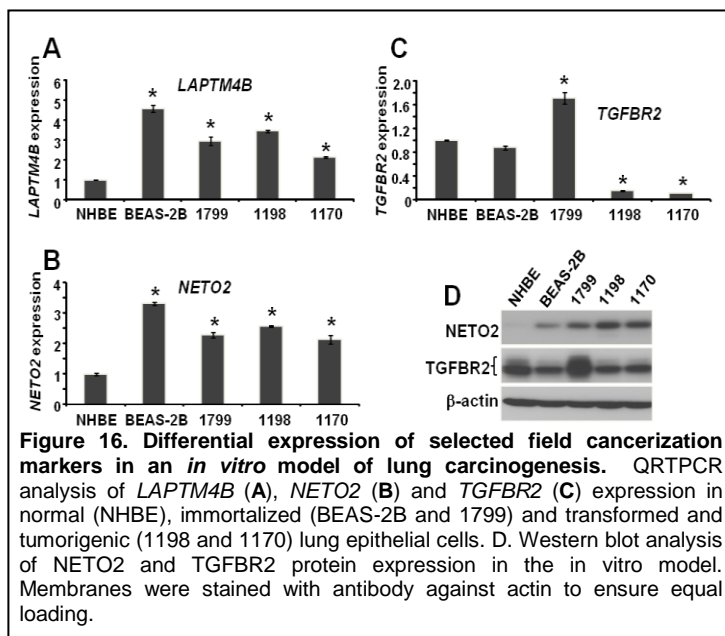 A
LAPTM4B
LAPTM4B expression
6
5
4
3
2
1
0
*
*
*
*
NHBE BEAS-2B 1799 1198 1170
B
NETO2
NETO2 expression
4
3
2
1
0
*
*
*
*
NHBE BEAS-2B 1799 1198 1170
C
TGFBR2
TGFBR2 expression
2.0
1.6
1.2
0.8
0.4
0
*
*
*
NHBE BEAS-2B 1799 1198 1170
D
NHBE BEAS-2B 1799 1198 1170
NETO2
TGFBR2[
β-actin
Figure 16. Differential expression of selected field cancerization
markers in an in vitro model of lung carcinogenesis. QRTPCR
analysis of LAPTM4B (A), NETO2 (B) and TGFBR2 (C) expression in
normal (NHBE), immortalized (BEAS-2B and 1799) and transformed and
tumorigenic (1198 and 1170) lung epithelial cells. D. Western blot analysis
of NETO2 and TGFBR2 protein expression in the in vitro model.
Membranes were stained with antibody against actin to ensure equal
loading.